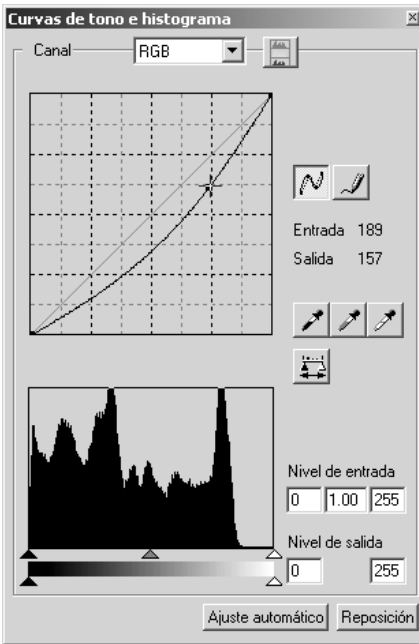 Curvas de tono e histograma
Canal RGB
Entrada 189
Salida 157
Nivel de entrada
0 1.00 255
Nivel de salida
0 255
Ajuste automático Reposición